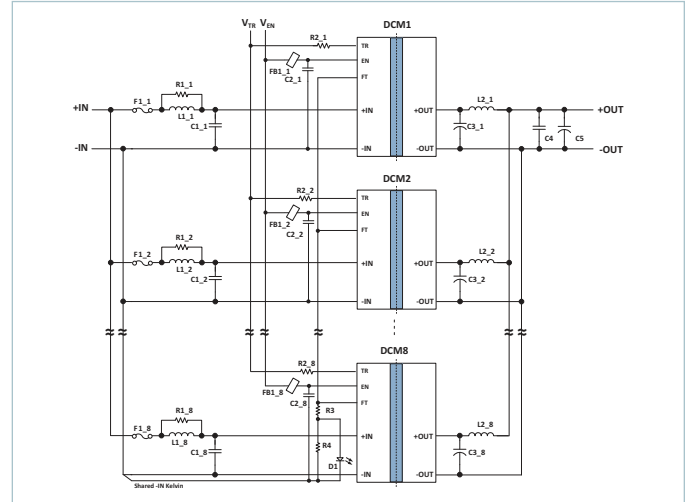 VTR VEN
DCM1
R2_1
TR
EN
FB1_1
C2_1
FT
R1_1
+IN
F1_1
L1_1
C1_1
+IN
+OUT
L2_1
C3_1
C4
C5
+OUT
-IN
-IN
-OUT
-OUT
DCM2
R2_2
TR
EN
FB1_2
C2_2
FT
R1_2
F1_2
L1_2
C1_2
+IN
+OUT
L2_2
C3_2
-IN
-OUT
DCM8
R2_8
TR
EN
FB1_8
C2_8
FT
R3
R1_8
F1_8
L1_8
C1_8
R4
D1
+IN
+OUT
L2_8
C3_8
-IN
-OUT
Shared -IN Kelvin